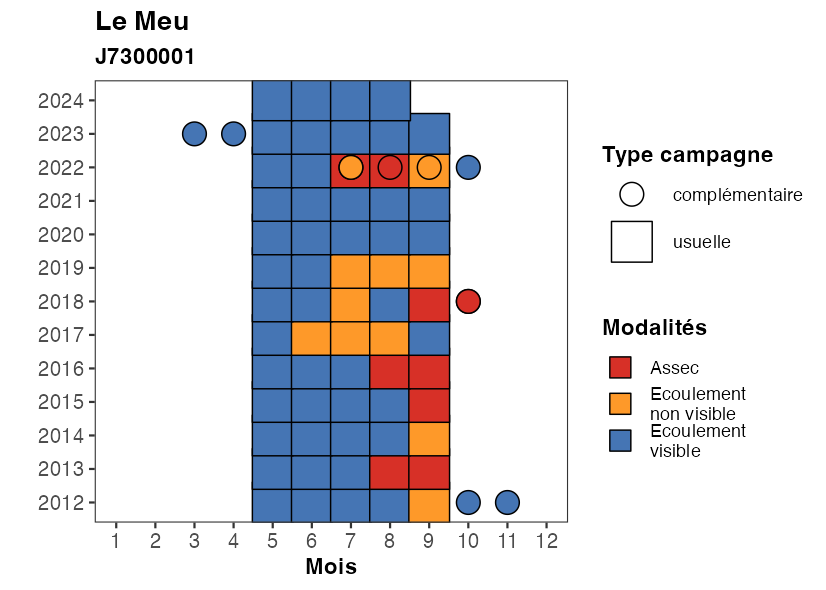 Le Meu
J7300001
2024
2023
2022
2021
2020
2019
2018
2017
2016
2015
2014
2013
2012
1 2 3 4 5 6 7 8 9 10 11 12
Mois
Type campagne
complémentaire
usuelle
Modalités
Assec
Ecoulement
non visible
Ecoulement
visible